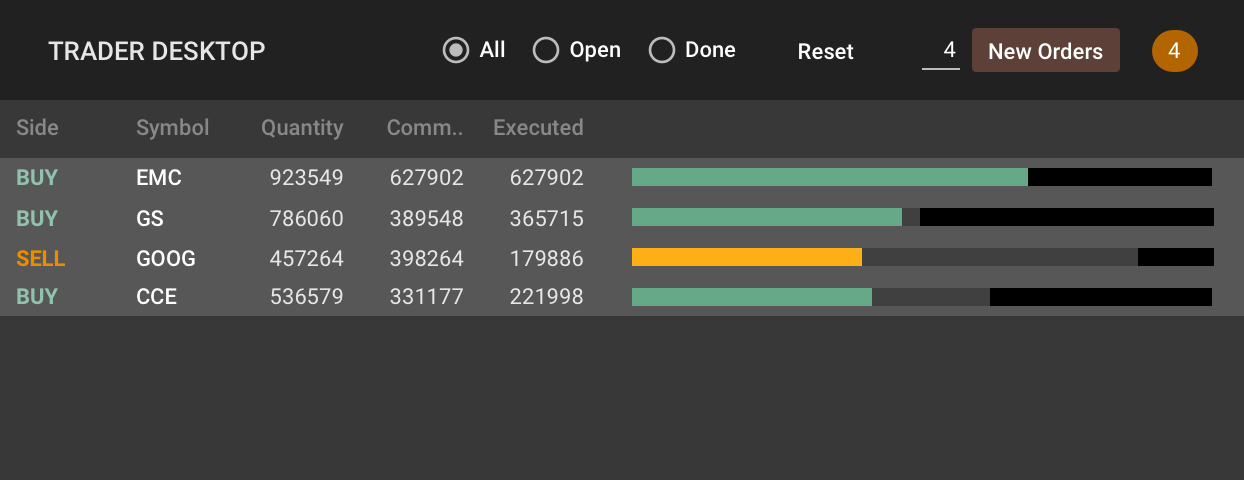 TRADER DESKTOP All Open Done Reset 4 New Orders 4
Side Symbol Quantity Comm.. Executed
BUY EMC 923549 627902 627902
BUY GS 786060 389548 365715
SELL GOOG 457264 398264 179886
BUY CCE 536579 331177 221998